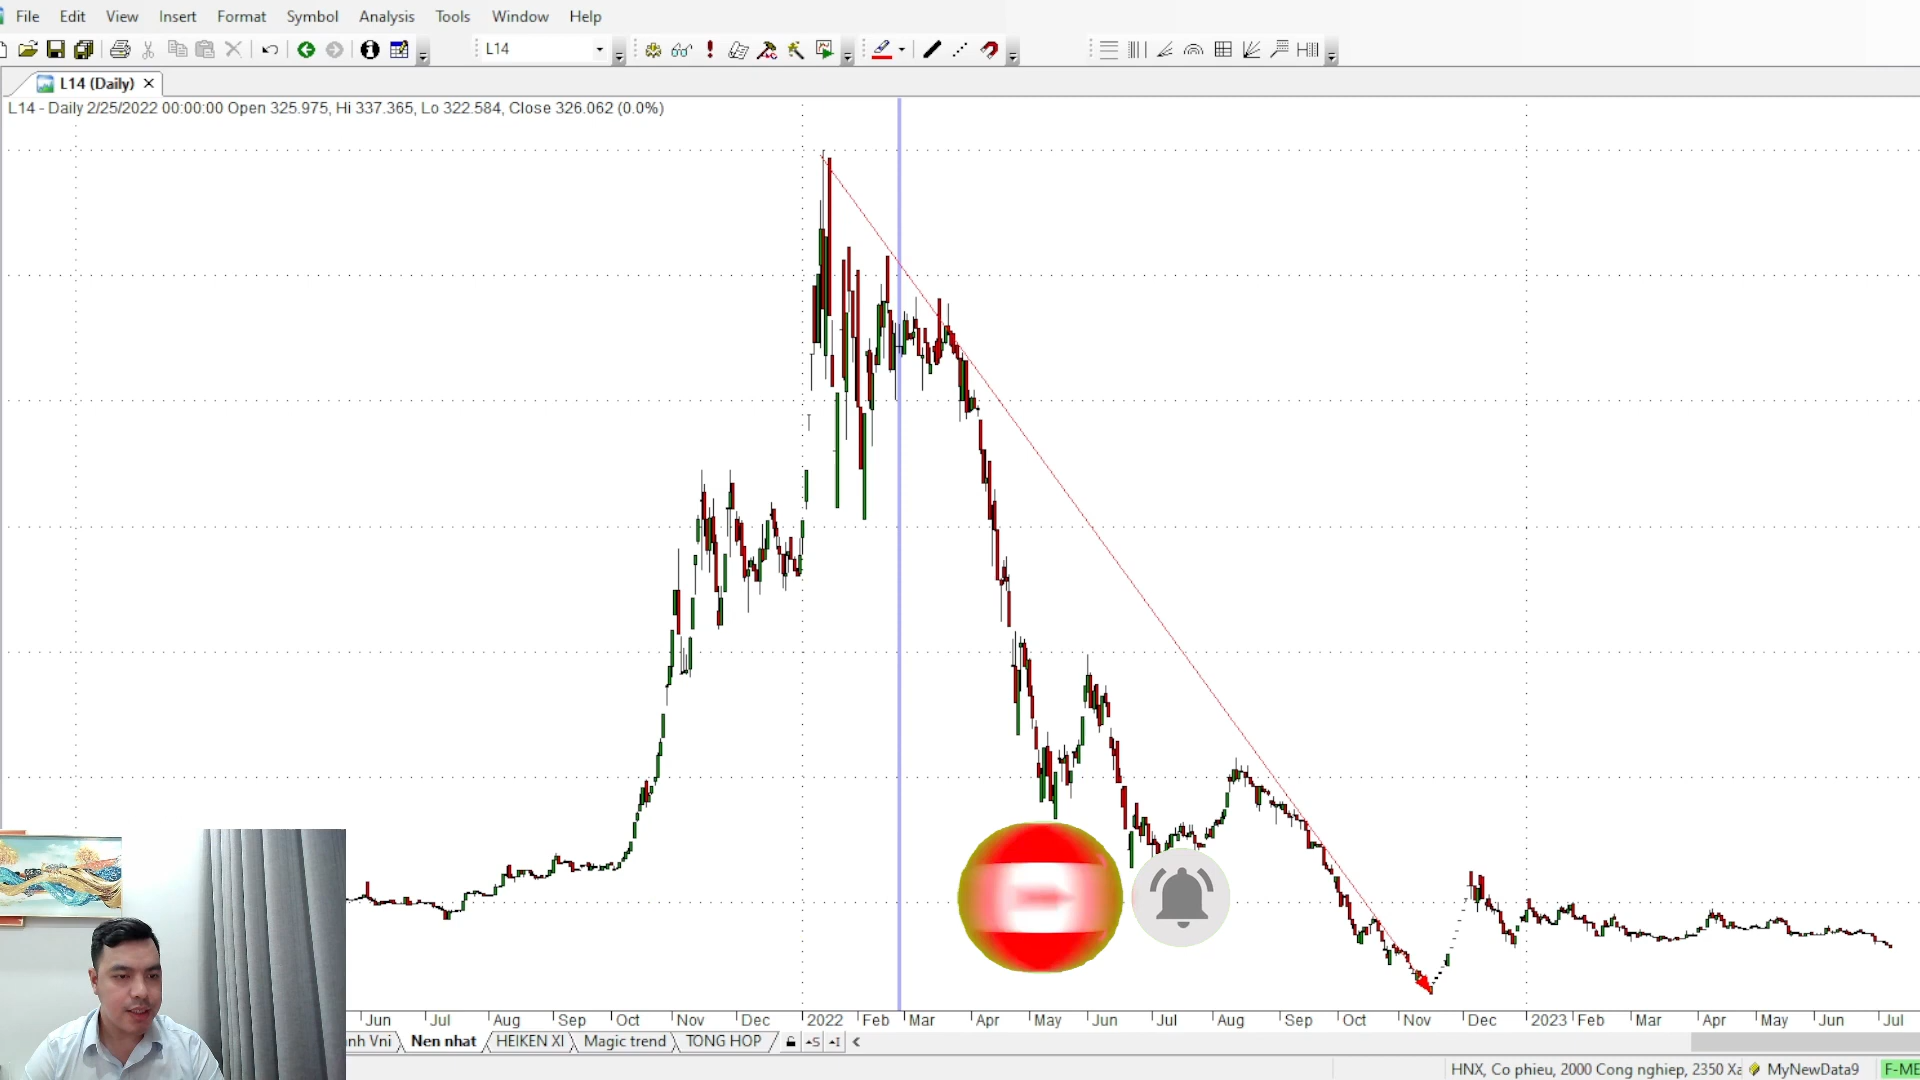 File Edit View Insert Format Symbol Analysis Tools Window Help
L14
L14 (Daily)
L14 - Daily 2/25/2022 00:00:00 Open 325.975, Hi 337.365, Lo 322.584, Close 326.062 (0.0%)
Jun Jul Aug Sep Oct Nov Dec 2022 Feb Mar Apr May Jun Jul Aug Sep Oct Nov Dec 2023 Feb Mar Apr May Jun Jul
nh Vni Nen nhat HEIKEN XI Magic trend TONG HOP
HNX, Co phieu, 2000 Cong nghiep, 2350 Xa MyNewData9 F-ME